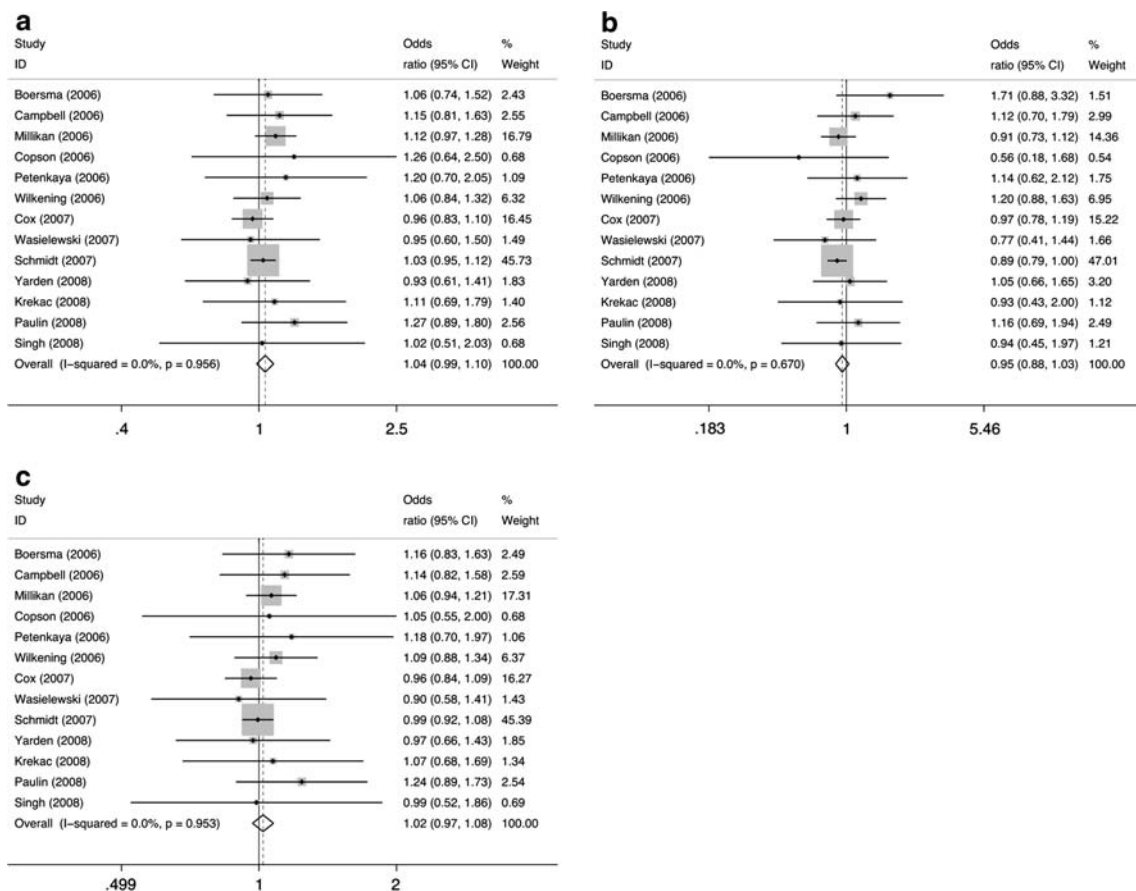 a
Study Odds %
ID ratio (95% CI) Weight
Boersma (2006) 1.06 (0.74, 1.52) 2.43
Campbell (2006) 1.15 (0.81, 1.63) 2.55
Millikan (2006) 1.12 (0.97, 1.28) 16.79
Copson (2006) 1.26 (0.64, 2.50) 0.68
Petenkaya (2006) 1.20 (0.70, 2.05) 1.09
Wilkening (2006) 1.06 (0.84, 1.32) 6.32
Cox (2007) 0.96 (0.83, 1.10) 16.45
Wasielewski (2007) 0.95 (0.60, 1.50) 1.49
Schmidt (2007) 1.03 (0.95, 1.12) 45.73
Yarden (2008) 0.93 (0.61, 1.41) 1.83
Krekac (2008) 1.11 (0.69, 1.79) 1.40
Paulin (2008) 1.27 (0.89, 1.80) 2.56
Singh (2008) 1.02 (0.51, 2.03) 0.68
Overall (I-squared = 0.0%, p = 0.956) 1.04 (0.99, 1.10) 100.00
.4 1 2.5
b
Study Odds %
ID ratio (95% CI) Weight
Boersma (2006) 1.71 (0.88, 3.32) 1.51
Campbell (2006) 1.12 (0.70, 1.79) 2.99
Millikan (2006) 0.91 (0.73, 1.12) 14.36
Copson (2006) 0.56 (0.18, 1.68) 0.54
Petenkaya (2006) 1.14 (0.62, 2.12) 1.75
Wilkening (2006) 1.20 (0.88, 1.63) 6.95
Cox (2007) 0.97 (0.78, 1.19) 15.22
Wasielewski (2007) 0.77 (0.41, 1.44) 1.66
Schmidt (2007) 0.89 (0.79, 1.00) 47.01
Yarden (2008) 1.05 (0.66, 1.65) 3.20
Krekac (2008) 0.93 (0.43, 2.00) 1.12
Paulin (2008) 1.16 (0.69, 1.94) 2.49
Singh (2008) 0.94 (0.45, 1.97) 1.21
Overall (I-squared = 0.0%, p = 0.670) 0.95 (0.88, 1.03) 100.00
.183 1 5.46
c
Study Odds %
ID ratio (95% CI) Weight
Boersma (2006) 1.16 (0.83, 1.63) 2.49
Campbell (2006) 1.14 (0.82, 1.58) 2.59
Millikan (2006) 1.06 (0.94, 1.21) 17.31
Copson (2006) 1.05 (0.55, 2.00) 0.68
Petenkaya (2006) 1.18 (0.70, 1.97) 1.06
Wilkening (2006) 1.09 (0.88, 1.34) 6.37
Cox (2007) 0.96 (0.84, 1.09) 16.27
Wasielewski (2007) 0.90 (0.58, 1.41) 1.43
Schmidt (2007) 0.99 (0.92, 1.08) 45.39
Yarden (2008) 0.97 (0.66, 1.43) 1.85
Krekac (2008) 1.07 (0.68, 1.69) 1.34
Paulin (2008) 1.24 (0.89, 1.73) 2.54
Singh (2008) 0.99 (0.52, 1.86) 0.69
Overall (I-squared = 0.0%, p = 0.953) 1.02 (0.97, 1.08) 100.00
.499 1 2